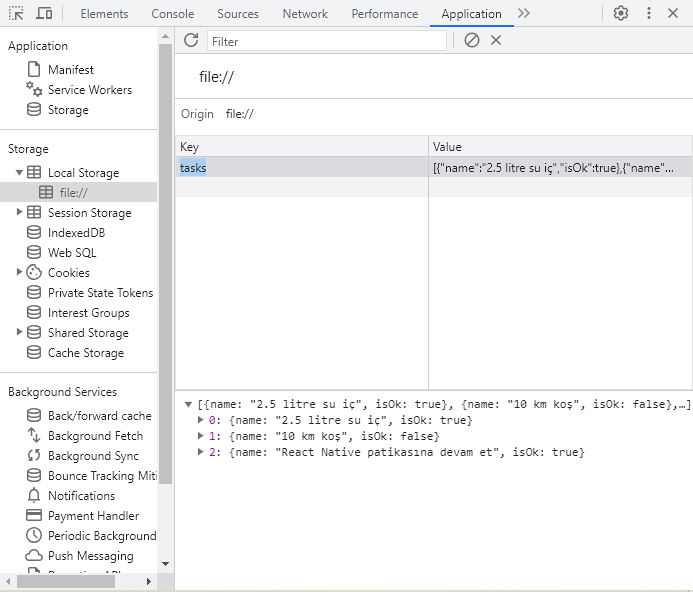 Elements Console Sources Network Performance Application
Filter
Application
Manifest
Service Workers
Storage
Storage
Local Storage
file://
Session Storage
IndexedDB
Web SQL
Cookies
Private State Tokens
Interest Groups
Shared Storage
Cache Storage
Background Services
Back/forward cache
Background Fetch
Background Sync
Bounce Tracking Miti
Notifications
Payment Handler
Periodic Background
Push Messaging
file://
Origin file://
Key Value
tasks [{"name":"2.5 litre su iç","isOk":true},{"name"...
[{name: "2.5 litre su iç", isOk: true}, {name: "10 km koş", isOk: false},…]
0: {name: "2.5 litre su iç", isOk: true}
1: {name: "10 km koş", isOk: false}
2: {name: "React Native patikasına devam et", isOk: true}